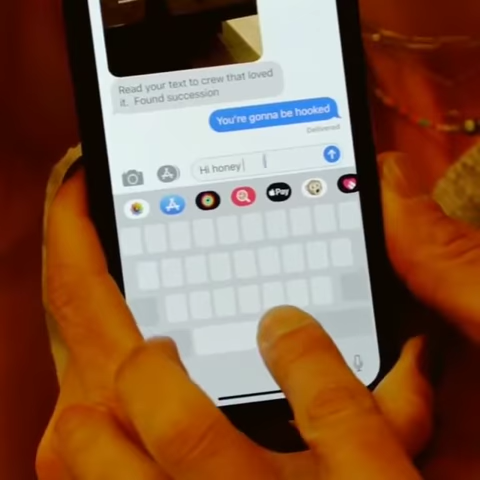 Read your text to crew that loved
it. Found succession
You're gonna be hooked
Delivered
Hi honey
Pay